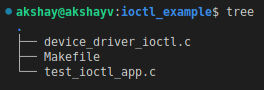 akshay@akshayv:ioctl_example$ tree
.
├── device_driver_ioctl.c
├── Makefile
└── test_ioctl_app.c